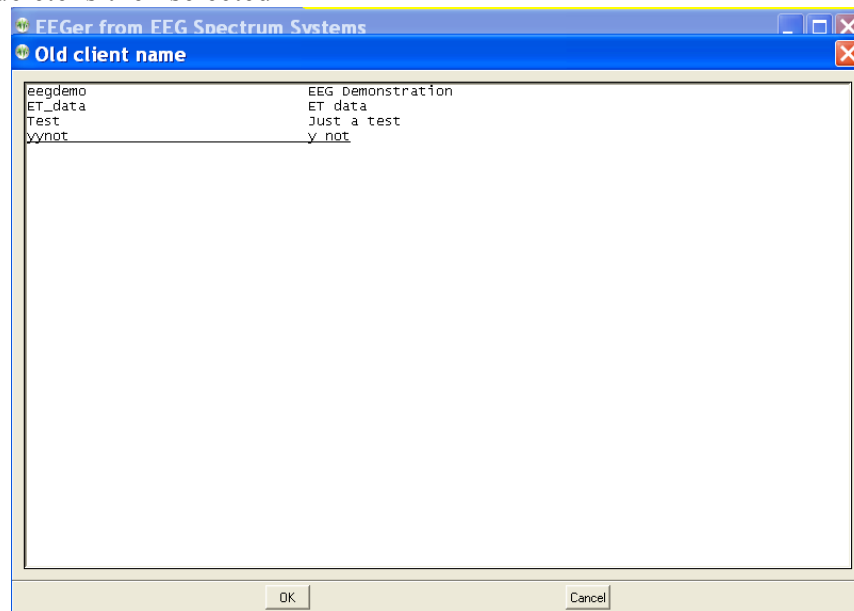 EEGer from EEG Spectrum Systems
Old client name
eegdemo EEG Demonstration
ET_data ET data
Test Just a test
yynot y not
OK Cancel